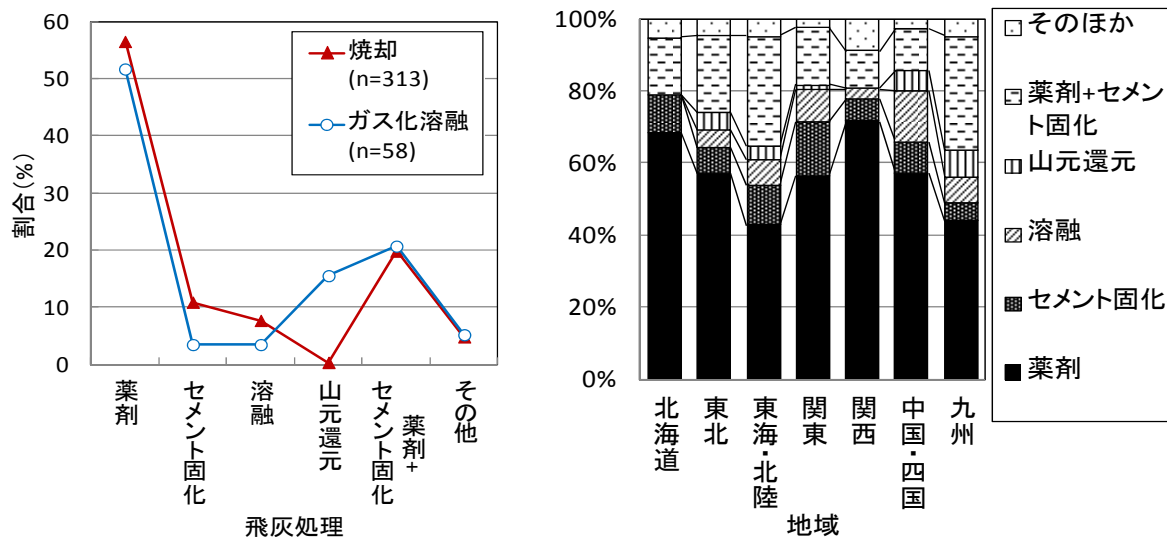 60
50
40
30
20
10
0
割合(%)
焼却
(n=313)
ガス化溶融
(n=58)
薬剤
セメント固化
溶融
山元還元
薬剤+
セメント固化
その他
飛灰処理
100%
80%
60%
40%
20%
0%
北海道
東北
東海・北陸
関東
関西
中国・四国
九州
地域
そのほか
薬剤+セメン
ト固化
山元還元
溶融
セメント固化
薬剤